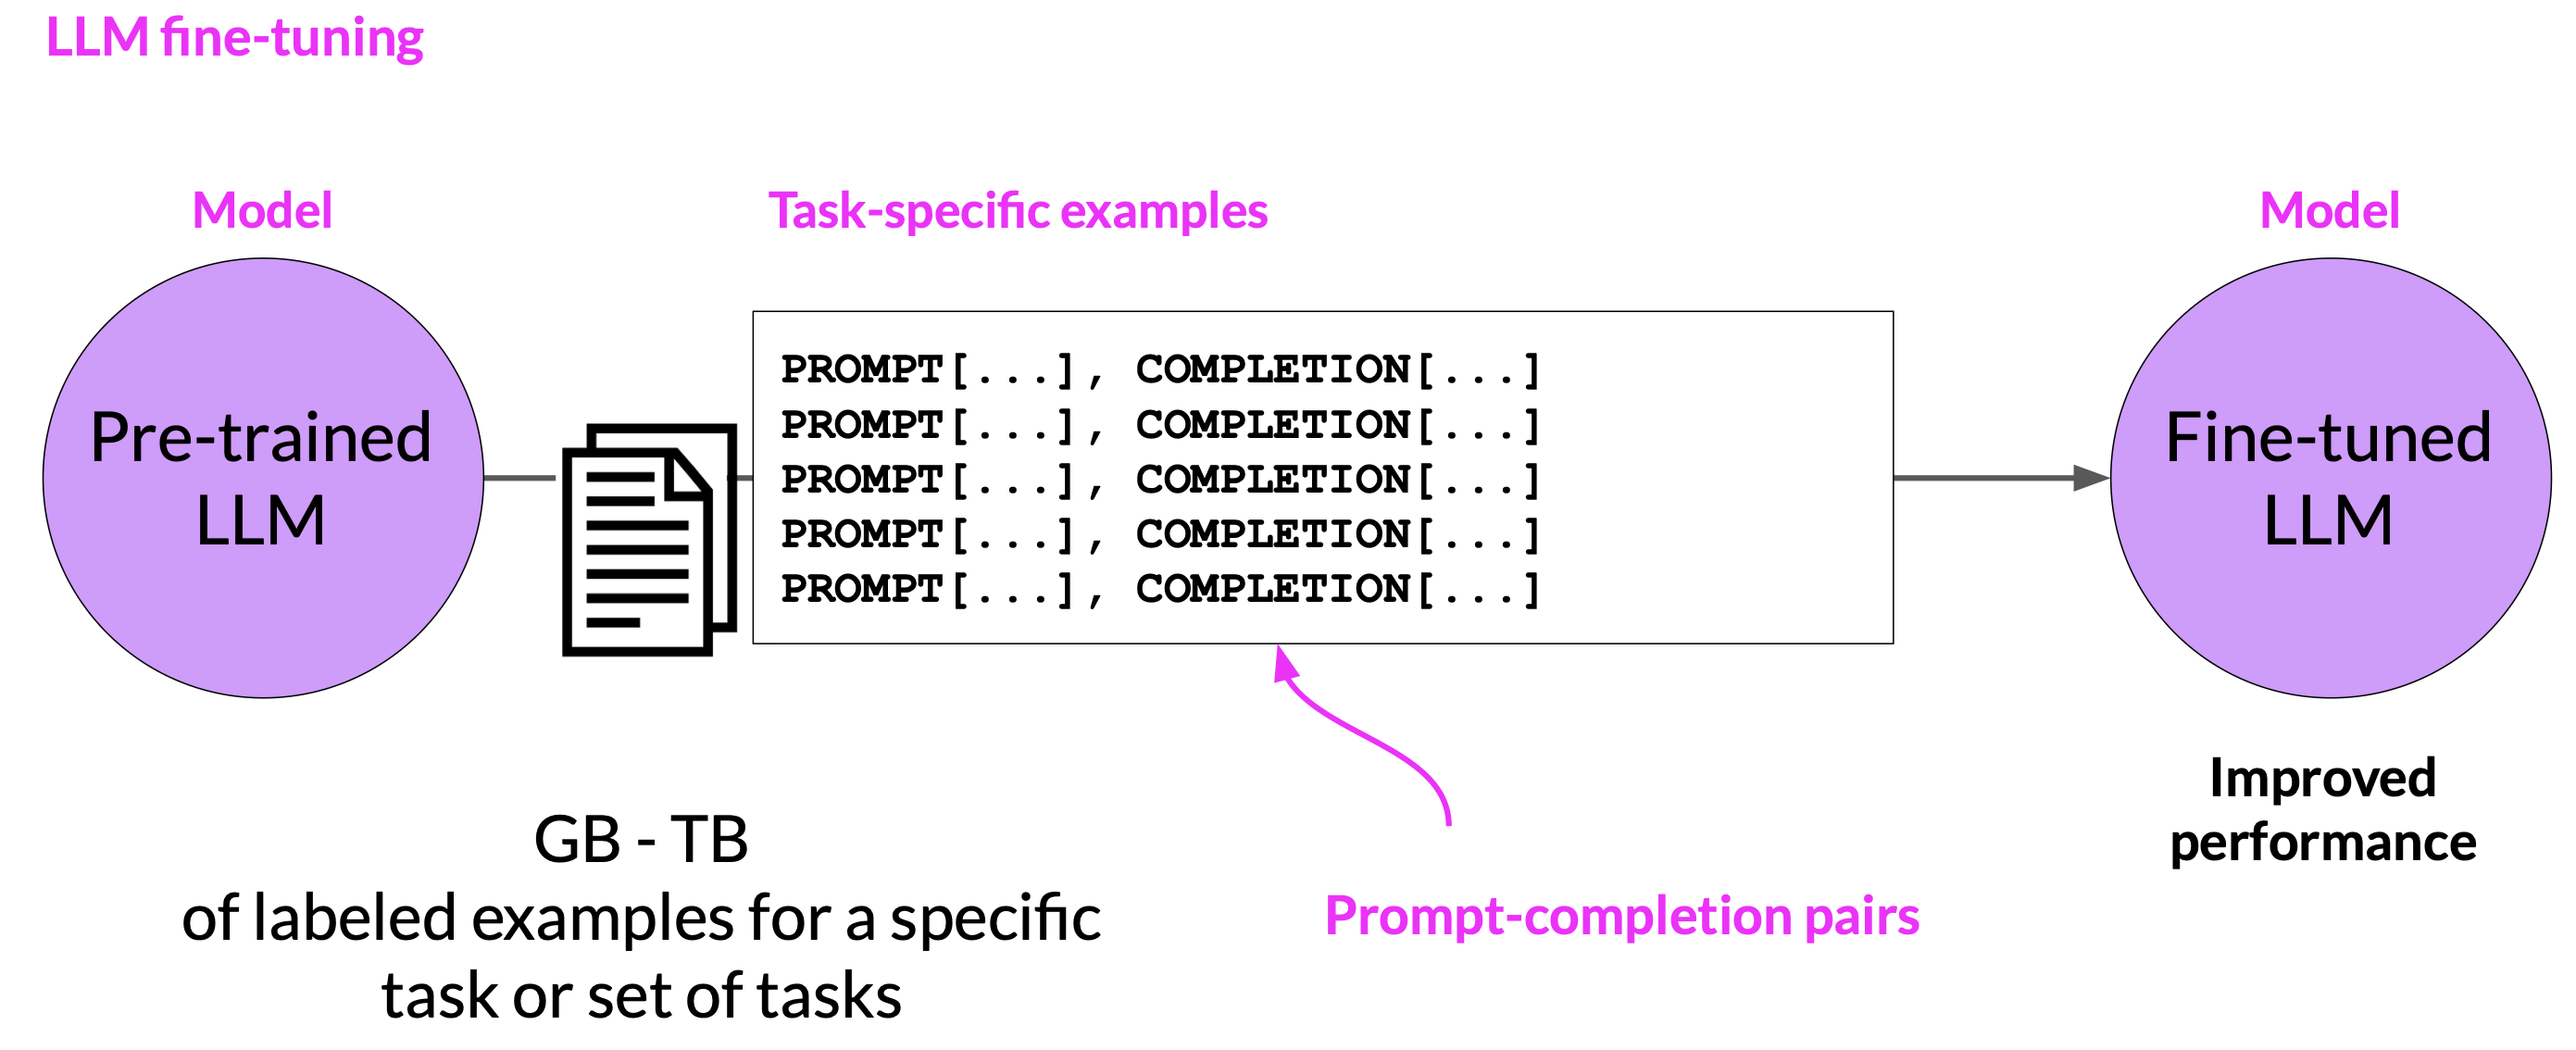 LLM fine-tuning
Model
Task-specific examples
Model
Pre-trained
LLM
PROMPT[...], COMPLETION[...]
PROMPT[...], COMPLETION[...]
PROMPT[...], COMPLETION[...]
PROMPT[...], COMPLETION[...]
PROMPT[...], COMPLETION[...]
Fine-tuned
LLM
GB - TB
of labeled examples for a specific
task or set of tasks
Prompt-completion pairs
Improved
performance